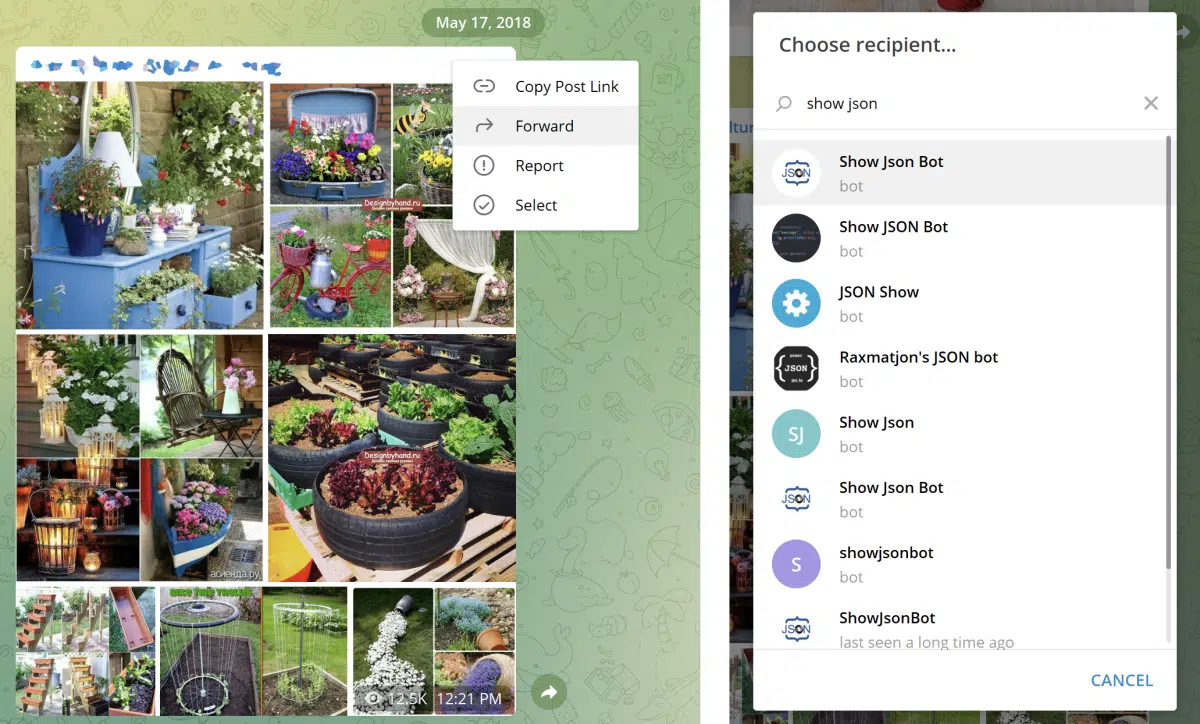 May 17, 2018
Copy Post Link
Forward
Report
Select
Designbyhand.ru
Designbyhand.ru
асиенда.ру
12.5K 12:21 PM
Choose recipient...
show json
Show Json Bot
bot
Show JSON Bot
bot
JSON Show
bot
Raxmatjon's JSON bot
bot
Show Json
bot
Show Json Bot
bot
showjsonbot
bot
ShowJsonBot
last seen a long time ago
CANCEL
JSON
JSON
SJ
JSON
S
JSON